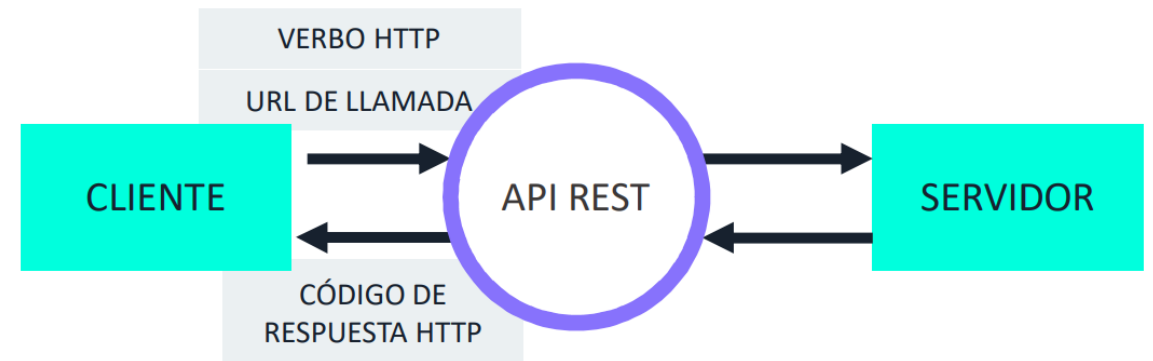 VERBO HTTP
URL DE LLAMADA
CLIENTE
API REST
SERVIDOR
CÓDIGO DE
RESPUESTA HTTP